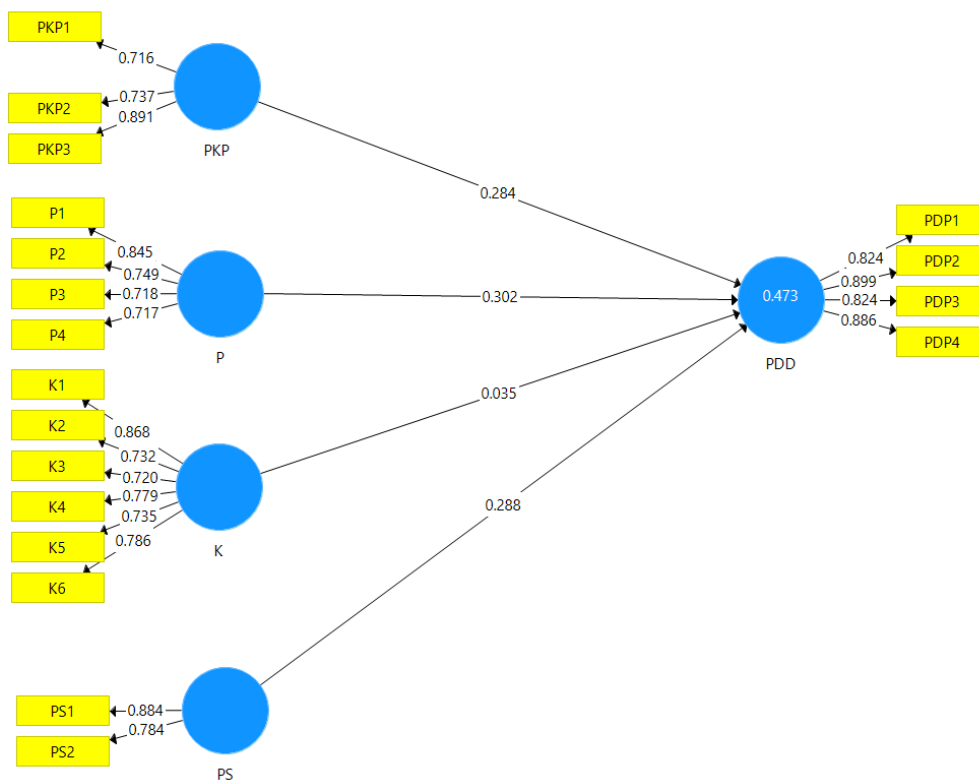 PKP1
0.716
PKP2
0.737
PKP3
0.891
PKP
0.284
P1
0.845
P2
0.749
P3
0.718
P4
0.717
P
0.302
K1
0.868
K2
0.732
K3
0.720
K4
0.779
K5
0.735
K6
0.786
K
0.035
PS1
0.884
PS2
0.784
PS
0.288
0.473
PDD
PDP1
0.824
PDP2
0.899
PDP3
0.824
PDP4
0.886